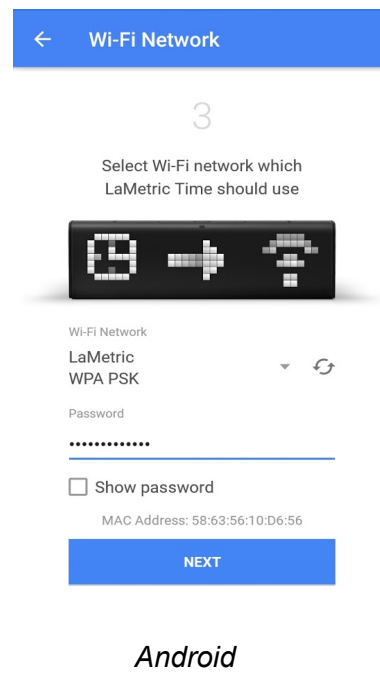 Wi-Fi Network
3
Select Wi-Fi network which
LaMetric Time should use
Wi-Fi Network
LaMetric
WPA PSK
Password
•••••••••••••
Show password
MAC Address: 58:63:56:10:D6:56
NEXT
Android